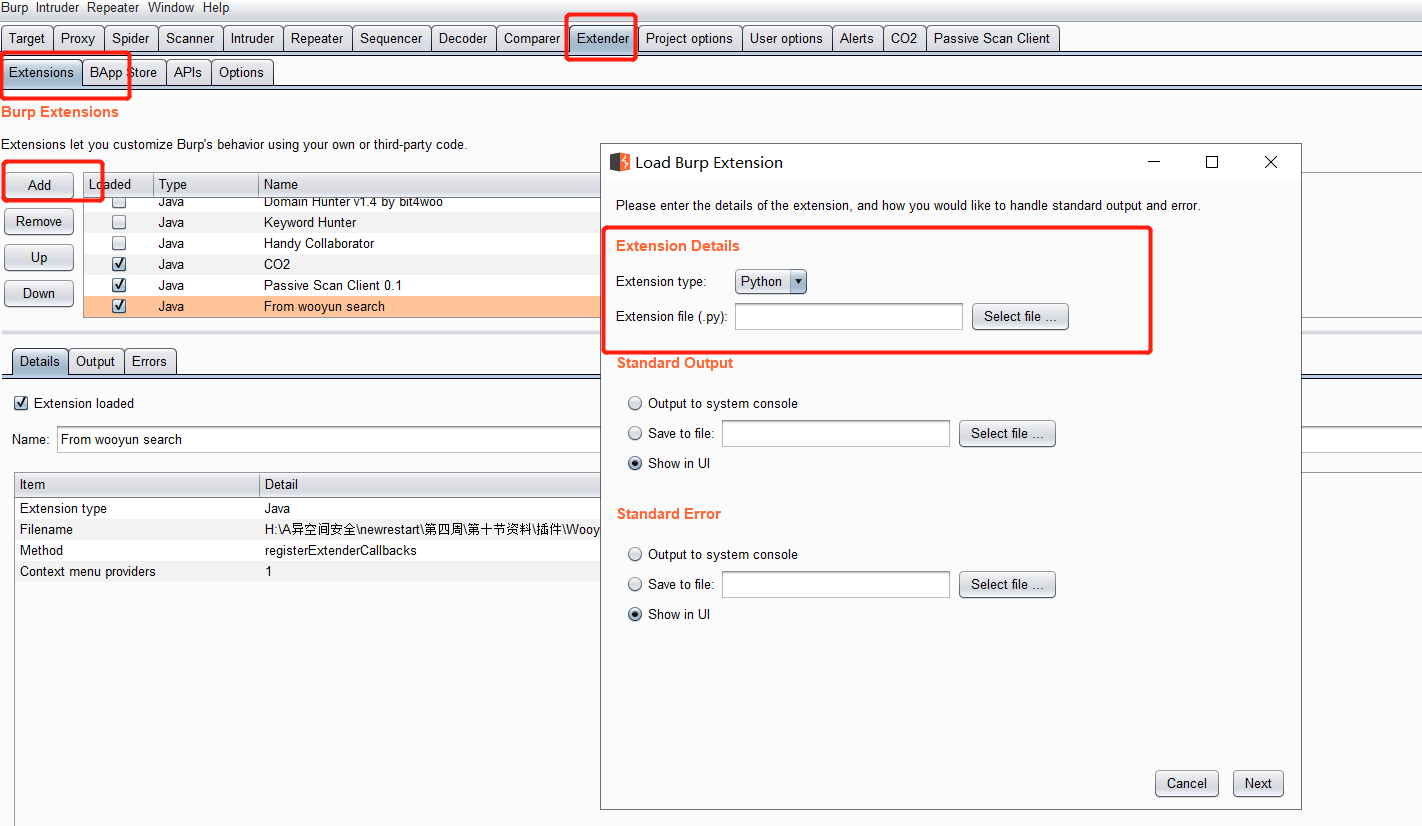 Burp Intruder Repeater Window Help
Target Proxy Spider Scanner Intruder Repeater Sequencer Decoder Comparer Extender Project options User options Alerts CO2 Passive Scan Client
Extensions BApp Store APIs Options
Burp Extensions
Extensions let you customize Burp's behavior using your own or third-party code.
Add
Remove
Up
Down
Loaded Type Name
Java Domain Hunter v1.4 by bit4woo
Java Keyword Hunter
Java Handy Collaborator
Java CO2
Java Passive Scan Client 0.1
Java From wooyun search
Details Output Errors
Extension loaded
Name: From wooyun search
Item Detail
Extension type Java
Filename H:\A异空间安全\newrestart\第四周\第十节资料\插件\Wooy
Method registerExtenderCallbacks
Context menu providers 1
Load Burp Extension
Please enter the details of the extension, and how you would like to handle standard output and error.
Extension Details
Extension type: Python
Extension file (.py): Select file ...
Standard Output
Output to system console
Save to file: Select file ...
Show in UI
Standard Error
Output to system console
Save to file: Select file ...
Show in UI
Cancel Next